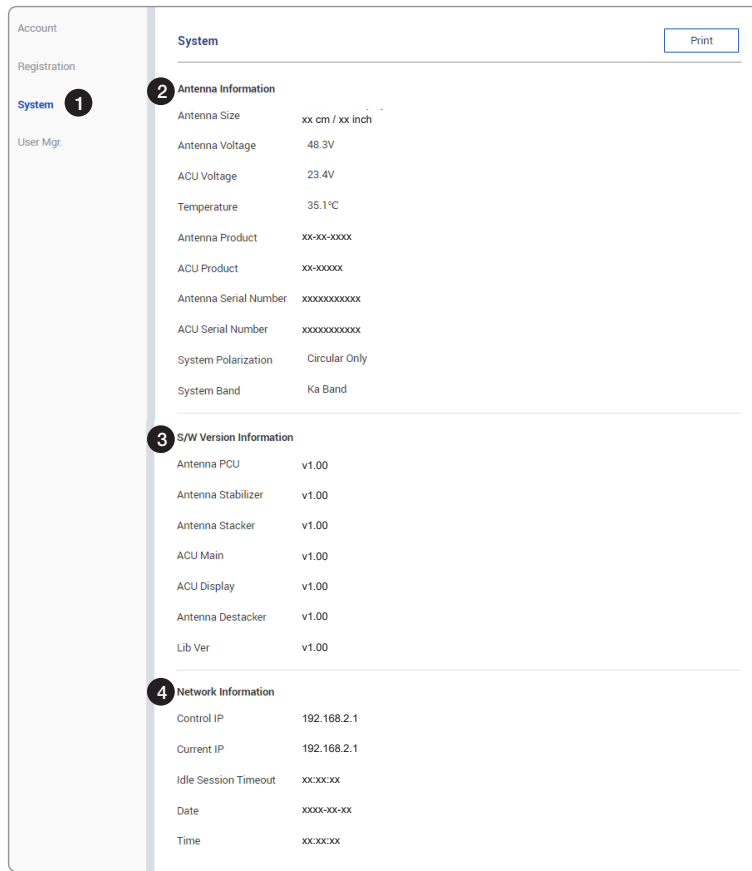 Account
Registration
System 1
User Mgr.
System
Print
2 Antenna Information
Antenna Size xx cm / xx inch
Antenna Voltage 48.3V
ACU Voltage 23.4V
Temperature 35.1℃
Antenna Product xx-xx-xxxx
ACU Product xx-xxxxx
Antenna Serial Number xxxxxxxxxxx
ACU Serial Number xxxxxxxxxxx
System Polarization Circular Only
System Band Ka Band
3 S/W Version Information
Antenna PCU v1.00
Antenna Stabilizer v1.00
Antenna Stacker v1.00
ACU Main v1.00
ACU Display v1.00
Antenna Destacker v1.00
Lib Ver v1.00
4 Network Information
Control IP 192.168.2.1
Current IP 192.168.2.1
Idle Session Timeout xx:xx:xx
Date xxxx-xx-xx
Time xx:xx:xx